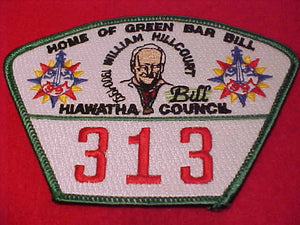 HOME OF GREEN BAR BILL
1900-1992 WILLIAM HILLCOURT
Bill
HIAWATHA COUNCIL
313